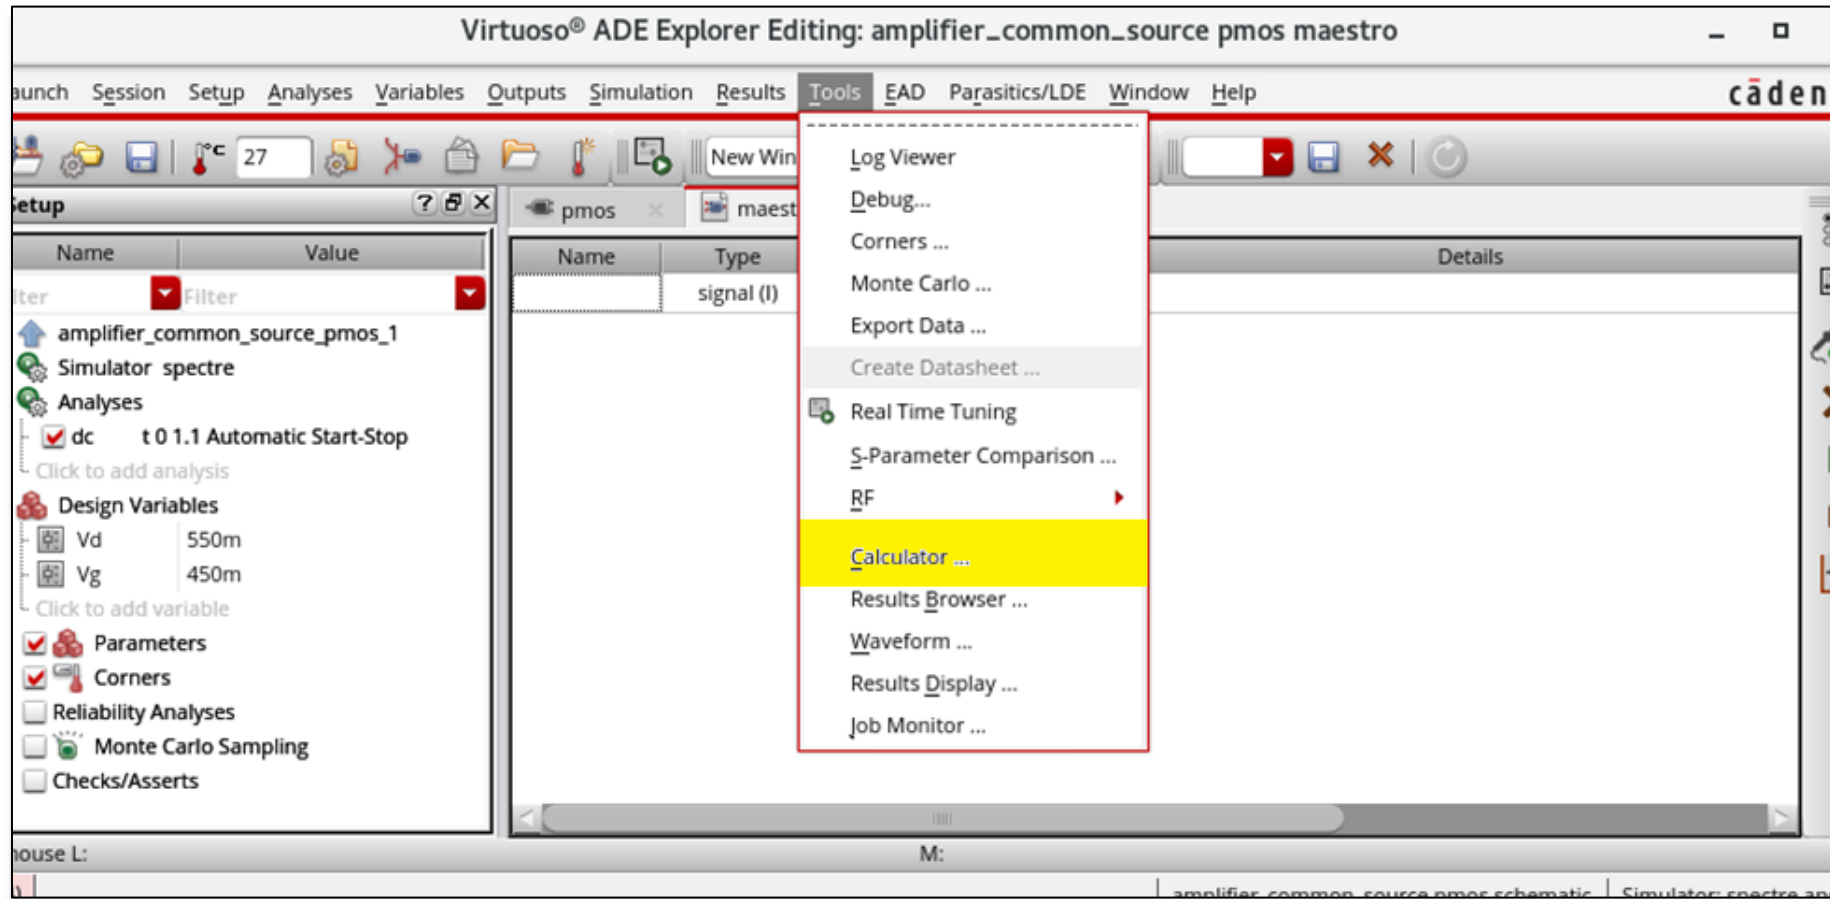 Virtuoso® ADE Explorer Editing: amplifier_common_source pmos maestro
aunch Session Setup Analyses Variables Outputs Simulation Results Tools EAD Parasitics/LDE Window Help
cāden
°C 27 New Win
etup
pmos maest
Name Value
Name Type Details
lter Filter
signal (I)
amplifier_common_source_pmos_1
Simulator spectre
Analyses
dc t 0 1.1 Automatic Start-Stop
Click to add analysis
Design Variables
Vd 550m
Vg 450m
Click to add variable
Parameters
Corners
Reliability Analyses
Monte Carlo Sampling
Checks/Asserts
Log Viewer
Debug...
Corners ...
Monte Carlo ...
Export Data ...
Create Datasheet ...
Real Time Tuning
S-Parameter Comparison ...
RF
Calculator ...
Results Browser ...
Waveform ...
Results Display ...
Job Monitor ...
ouse L: M:
amplifier_common_source pmos schematic Simulator: spectre